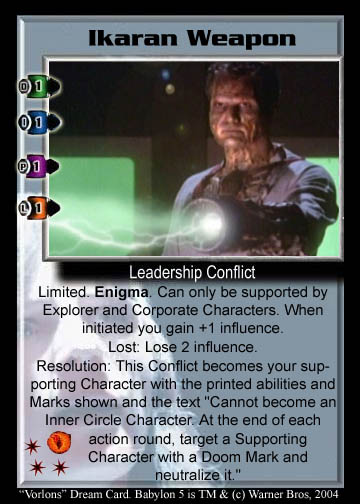 Ikaran Weapon
D 1
I 1
P 1
L 1
Leadership Conflict
Limited. Enigma. Can only be supported by
Explorer and Corporate Characters. When
initiated you gain +1 influence.
Lost: Lose 2 influence.
Resolution: This Conflict becomes your sup-
porting Character with the printed abilities and
Marks shown and the text "Cannot become an
Inner Circle Character. At the end of each
action round, target a Supporting
Character with a Doom Mark and
neutralize it."
"Vorlons" Dream Card. Babylon 5 is TM & (c) Warner Bros, 2004